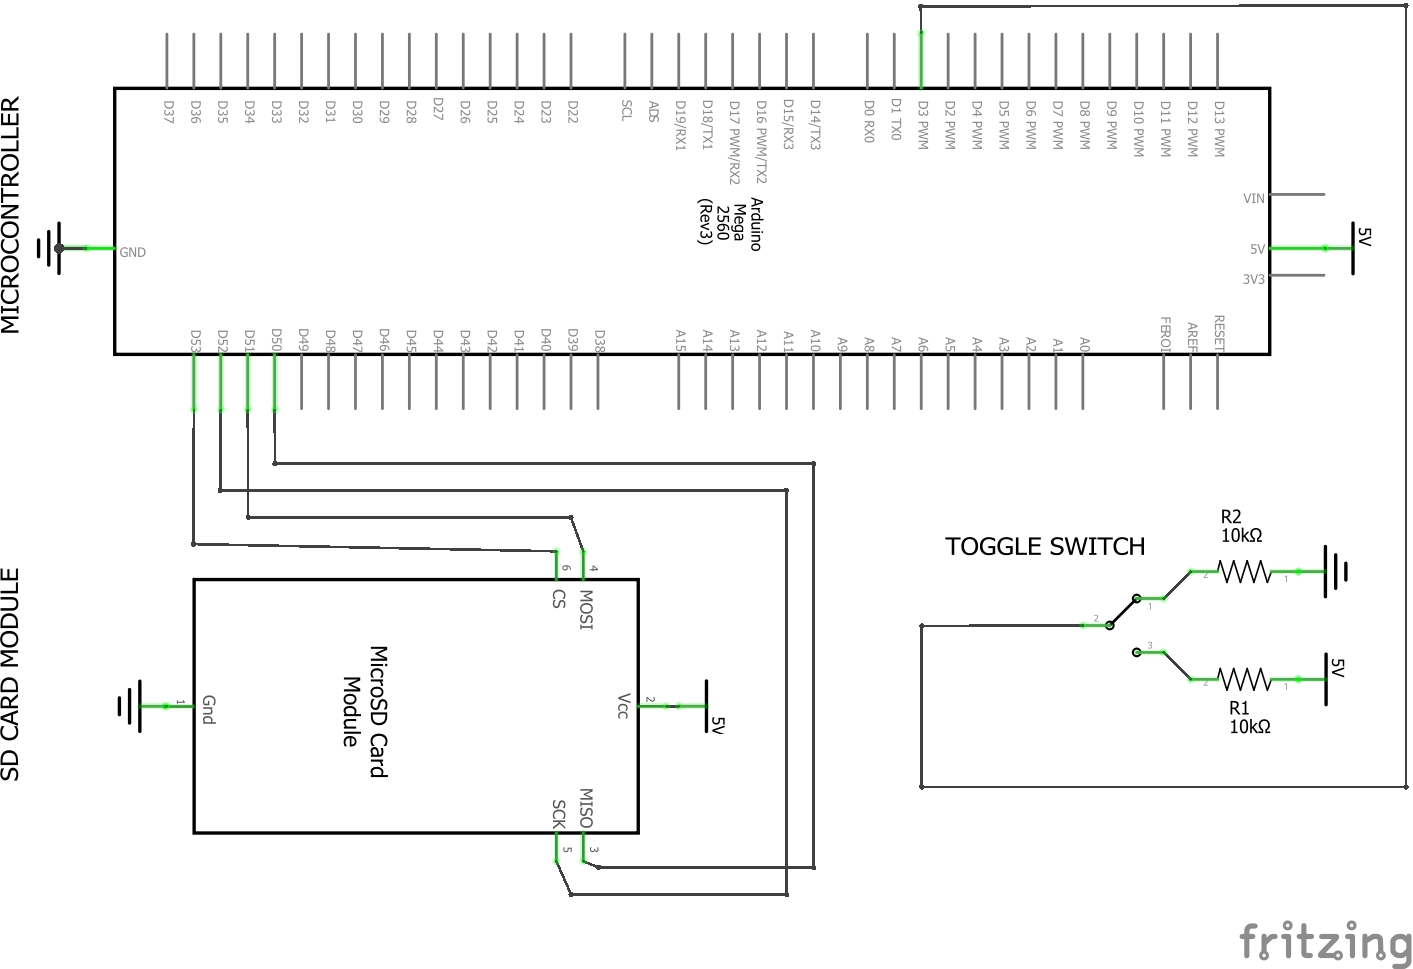 D37
D36
D35
D34
D33
D32
D31
D30
D29
D28
D27
D26
D25
D24
D23
D22
SCL
ADS
D19/RX1
D18/TX1
D17 PWM/RX2
D16 PWM/TX2
D15/RX3
D14/TX3
D0 RX0
D1 TX0
D3 PWM
D2 PWM
D4 PWM
D5 PWM
D6 PWM
D7 PWM
D8 PWM
D9 PWM
D10 PWM
D11 PWM
D12 PWM
D13 PWM
MICROCONTROLLER
GND
Arduino
Mega
2560
(Rev3)
VIN
5V
3V3
5V
D53
D52
D51
D50
D49
D48
D47
D46
D45
D44
D43
D42
D41
D40
D39
D38
A15
A14
A13
A12
A11
A10
A9
A8
A7
A6
A5
A4
A3
A2
A1
A0
AREF
RESET
SD CARD MODULE
6
4
CS
MOSI
MicroSD Card
Module
1
Gnd
Vcc
2
5V
SCK
MISO
5
3
TOGGLE SWITCH
R2
10kΩ
2
1
1
2
3
2
1
5V
R1
10kΩ
fritzing